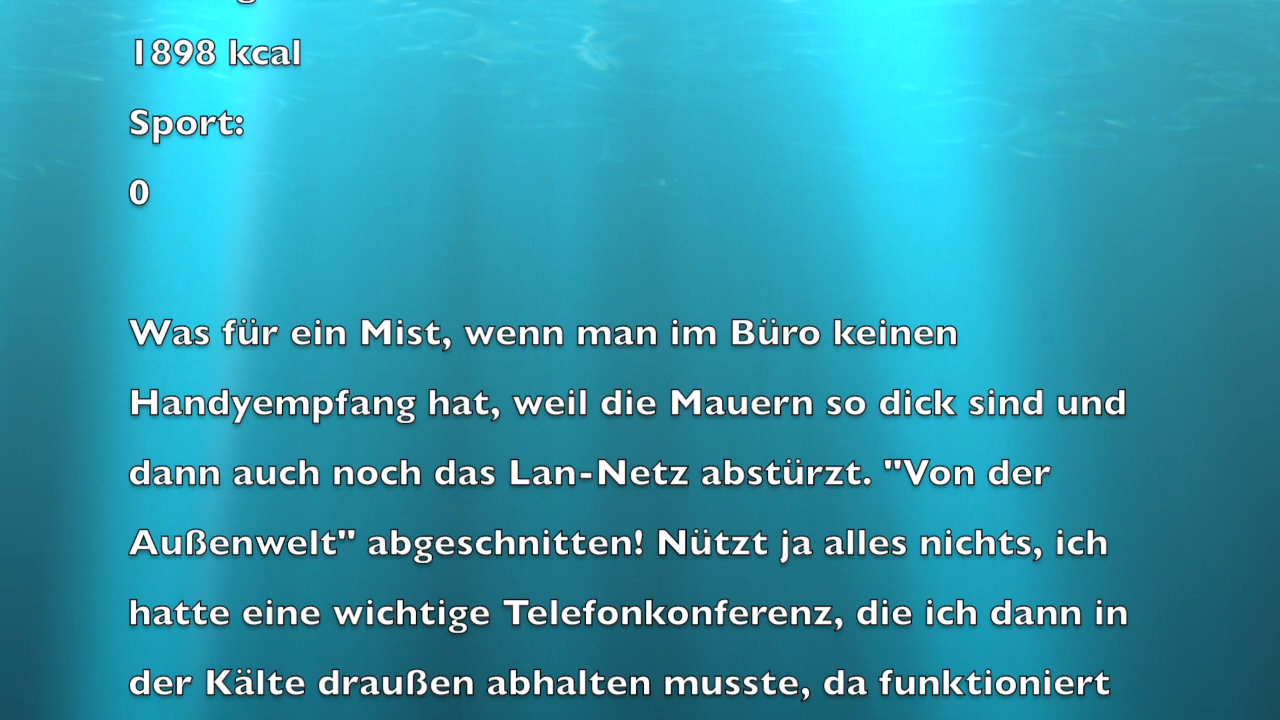 1898 kcal
Sport:
0
Was für ein Mist, wenn man im Büro keinen
Handyempfang hat, weil die Mauern so dick sind und
dann auch noch das Lan-Netz abstürzt. "Von der
Außenwelt" abgeschnitten! Nützt ja alles nichts, ich
hatte eine wichtige Telefonkonferenz, die ich dann in
der Kälte draußen abhalten musste, da funktioniert